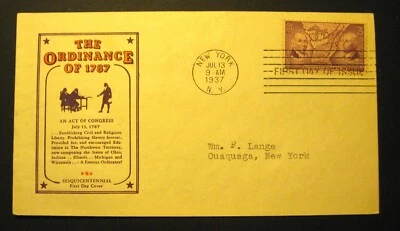 THE
ORDINANCE
OF 1787
AN ACT OF CONGRESS
July 13, 1787
... Establishing Civil and Religious
Liberty, Prohibiting Slavery forever,
Provided for and encouraged Edu-
cation in The Northwest Territory,
now composing the States of Ohio,
Indiana ... Illinois ... Michigan and
Wisconsin ... A Famous Ordinance!
SESQUICENTENNIAL
First Day Cover
NEW YORK
JUL 13
9 AM
1937
N.Y.
FIRST DAY OF ISSUE
Wm. F. Lange
Ouaquaga, New York